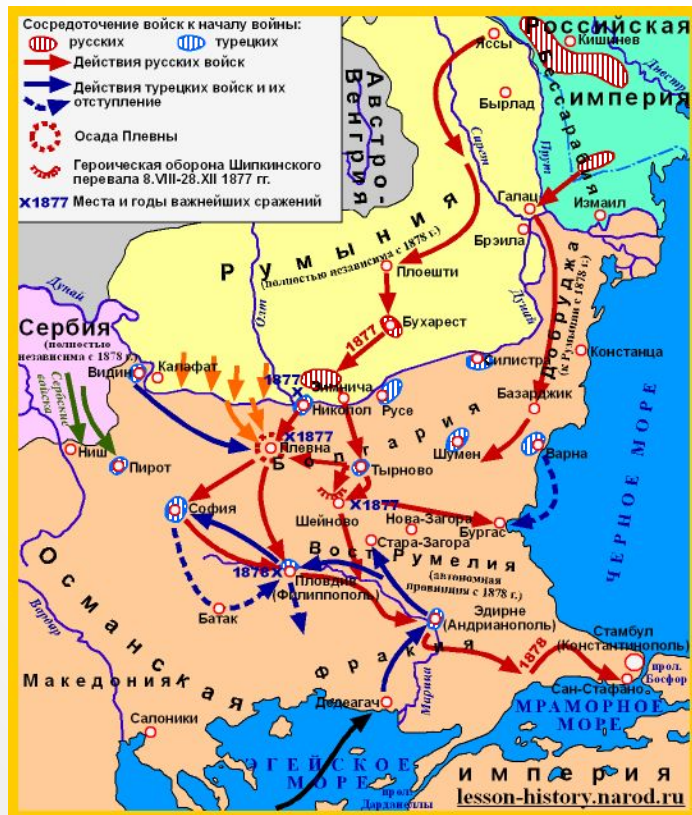 Сосредоточение войск к началу войны:
русских
турецких
Действия русских войск
Действия турецких войск и их
отступление
Осада Плевны
Героическая оборона Шипкинского
перевала 8.VIII-28.XII 1877 гг.
X1877 Места и годы важнейших сражений
Российская
империя
Кишинев
Днестр
Бессарабия
Яссы
Бырлад
Сирет
Прут
Австро-
Венгрия
Галац
Измаил
Брэила
Румыния
(полностью независима с 1878 г.)
Плоешти
Олт
Дунай
Бухарест
1877
Добруджа
(к Румынии с 1878 г.)
Констанца
Дунай
Сербия
(полностью
независима с 1878 г.)
Сербские
войска
Видин
Калафат
1877
X
Зимнича
Никопол
Русе
Силистра
Базарджик
X1877
Плевна
Болгария
Шумен
Варна
Ниш
Пирот
Тырново
София
X1877
Шейново
Нова-Загора
Стара-Загора
Бургас
Вост. Румелия
(автономная
провинция с 1878 г.)
1878 X
Пловдив
(Филиппополь)
Батак
Эдирне
(Андрианополь)
1878
Стамбул
(Константинополь)
прол.
Босфор
Сан-Стафано
ЧЕРНОЕ МОРЕ
МРАМОРНОЕ
МОРЕ
Османская
империя
Вардар
Македония
Фракия
Марица
Дедеагач
Салоники
ЭГЕЙСКОЕ
МОРЕ
прол.
Дарданеллы
lesson-history.narod.ru